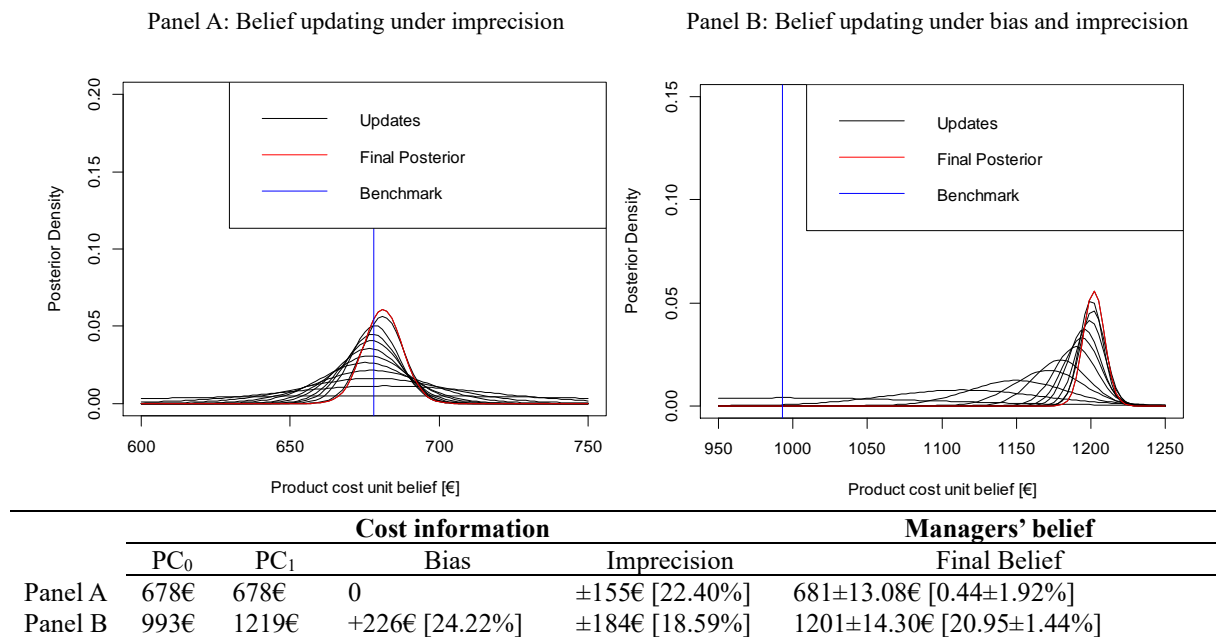 Panel A: Belief updating under imprecision
Panel B: Belief updating under bias and imprecision
Posterior Density
0.00 0.05 0.10 0.15 0.20
Updates
Final Posterior
Benchmark
600 650 700 750
Product cost unit belief [€]
Posterior Density
0.00 0.05 0.10 0.15
Updates
Final Posterior
Benchmark
950 1000 1050 1100 1150 1200 1250
Product cost unit belief [€]
Cost information Managers' belief
PC₀ PC₁ Bias Imprecision Final Belief
Panel A 678€ 678€ 0 ±155€ [22.40%] 681±13.08€ [0.44±1.92%]
Panel B 993€ 1219€ +226€ [24.22%] ±184€ [18.59%] 1201±14.30€ [20.95±1.44%]